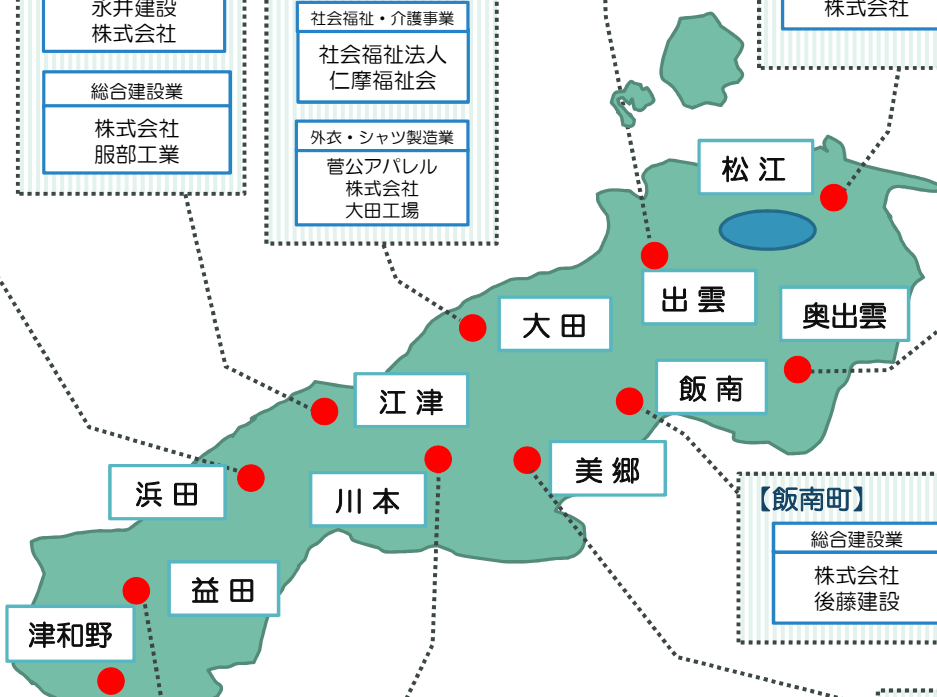 永井建設
株式会社
総合建設業
株式会社
服部工業
社会福祉・介護事業
社会福祉法人
仁摩福祉会
外衣・シャツ製造業
菅公アパレル
株式会社
大田工場
株式会社
松江
出雲
奥出雲
大田
飯南
江津
美郷
浜田
川本
益田
津和野
【飯南町】
総合建設業
株式会社
後藤建設